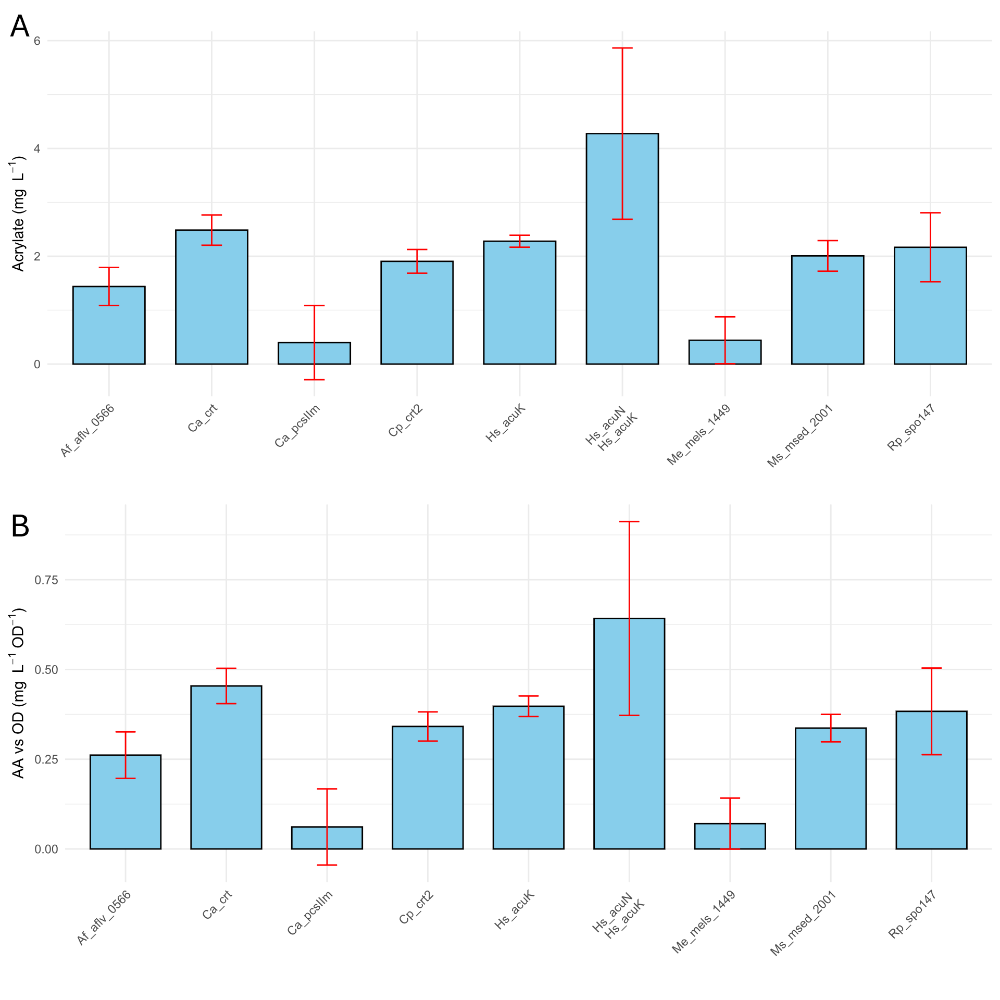 A
Acrylate (mg L⁻¹)
6
4
2
0
Af_aflv_0566
Ca_crt
Ca_pcsIIm
Cp_crt2
Hs_acuK
Hs_acuN
Hs_acuK
Me_mels_1449
Ms_msed_2001
Rp_spo147
B
AA vs OD (mg L⁻¹ OD⁻¹)
0.75
0.50
0.25
0.00
Af_aflv_0566
Ca_crt
Ca_pcsIIm
Cp_crt2
Hs_acuK
Hs_acuN
Hs_acuK
Me_mels_1449
Ms_msed_2001
Rp_spo147